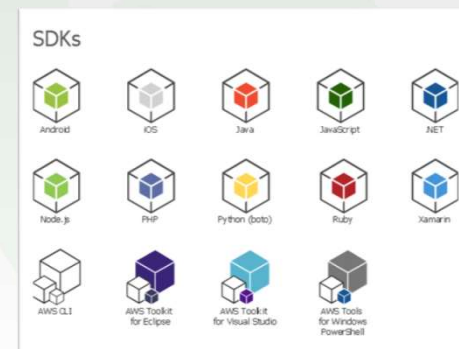 SDKs
Android
iOS
Java
JavaScript
.NET
Node.js
PHP
Python (boto)
Ruby
Xamarin
AWS CLI
AWS Toolkit
for Eclipse
AWS Toolkit
for Visual Studio
AWS Tools
for Windows
PowerShell